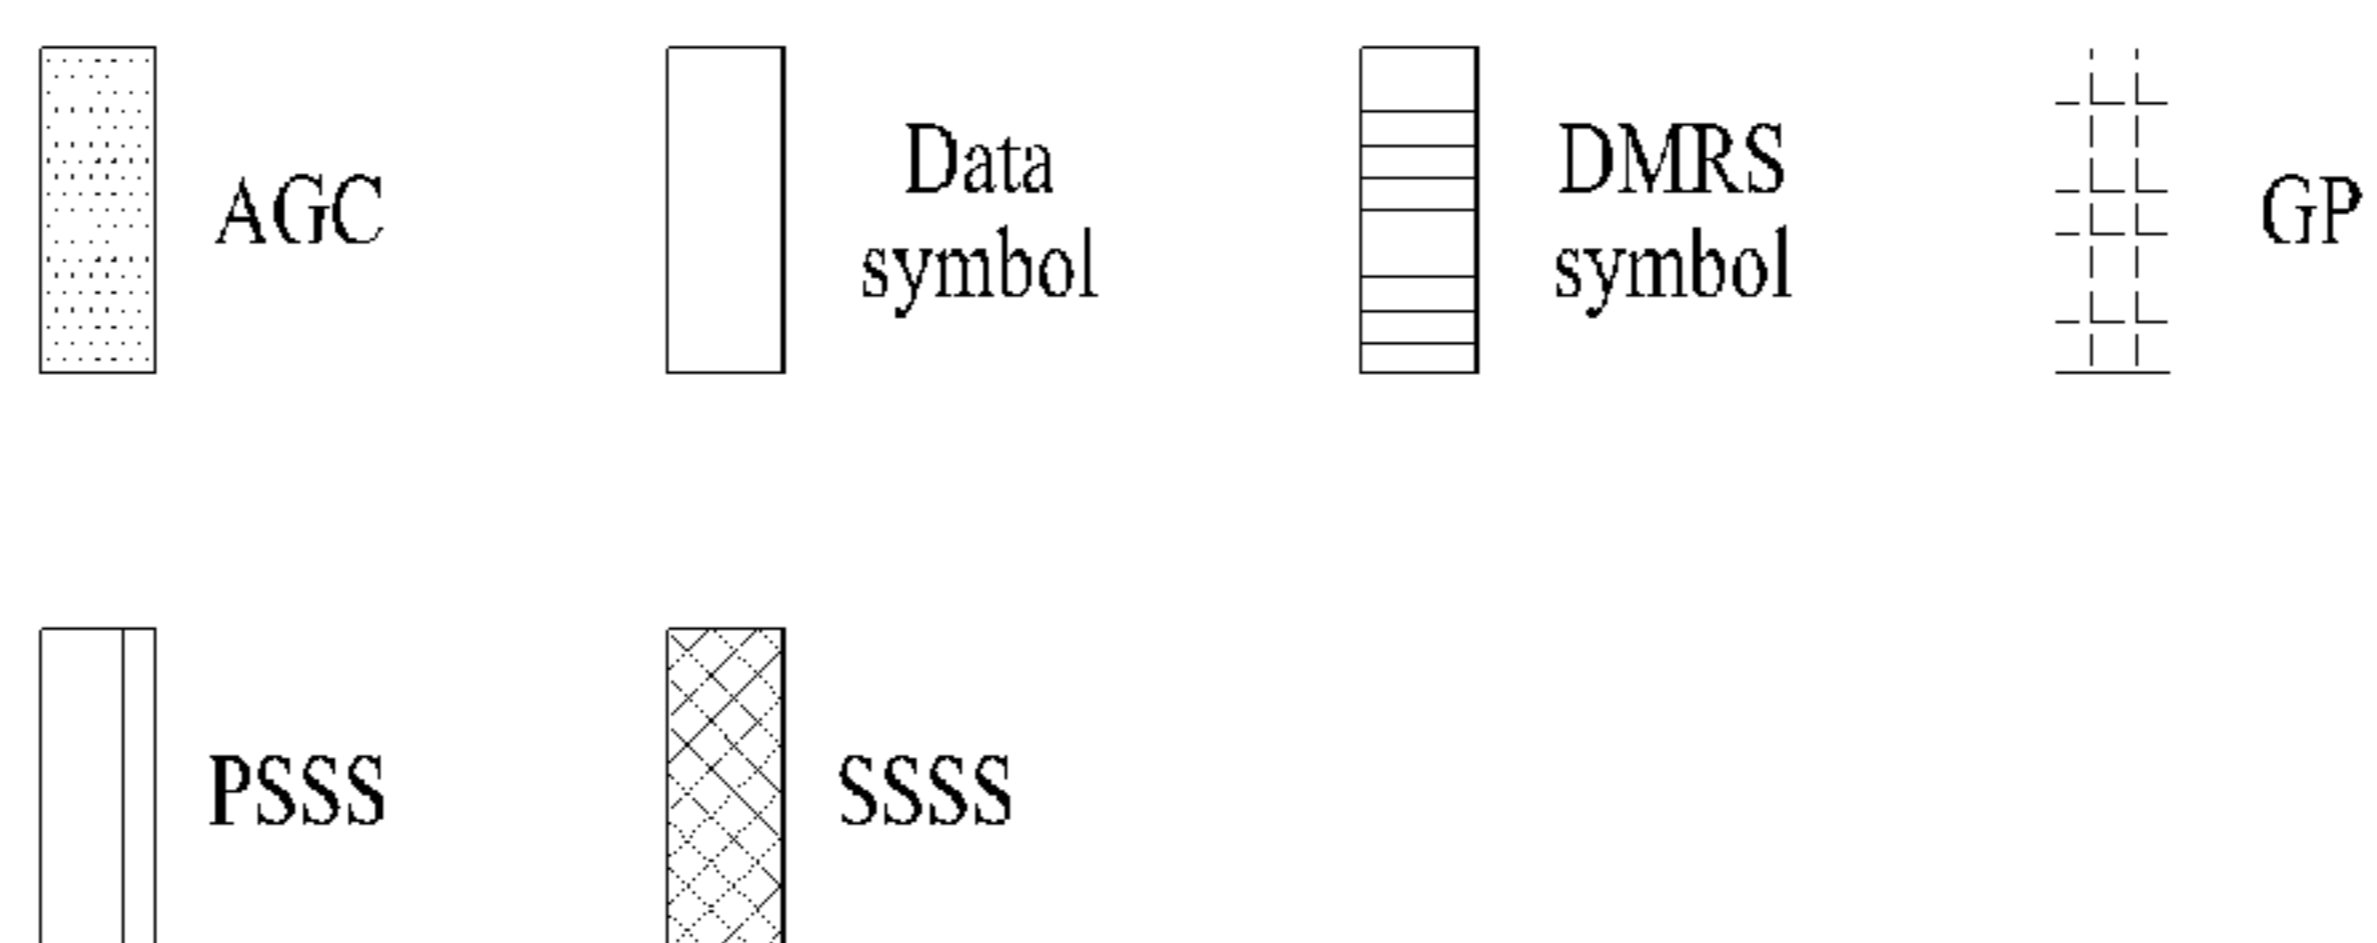 AGC
Data
symbol
DMRS
symbol
GP
PSSS
SSSS